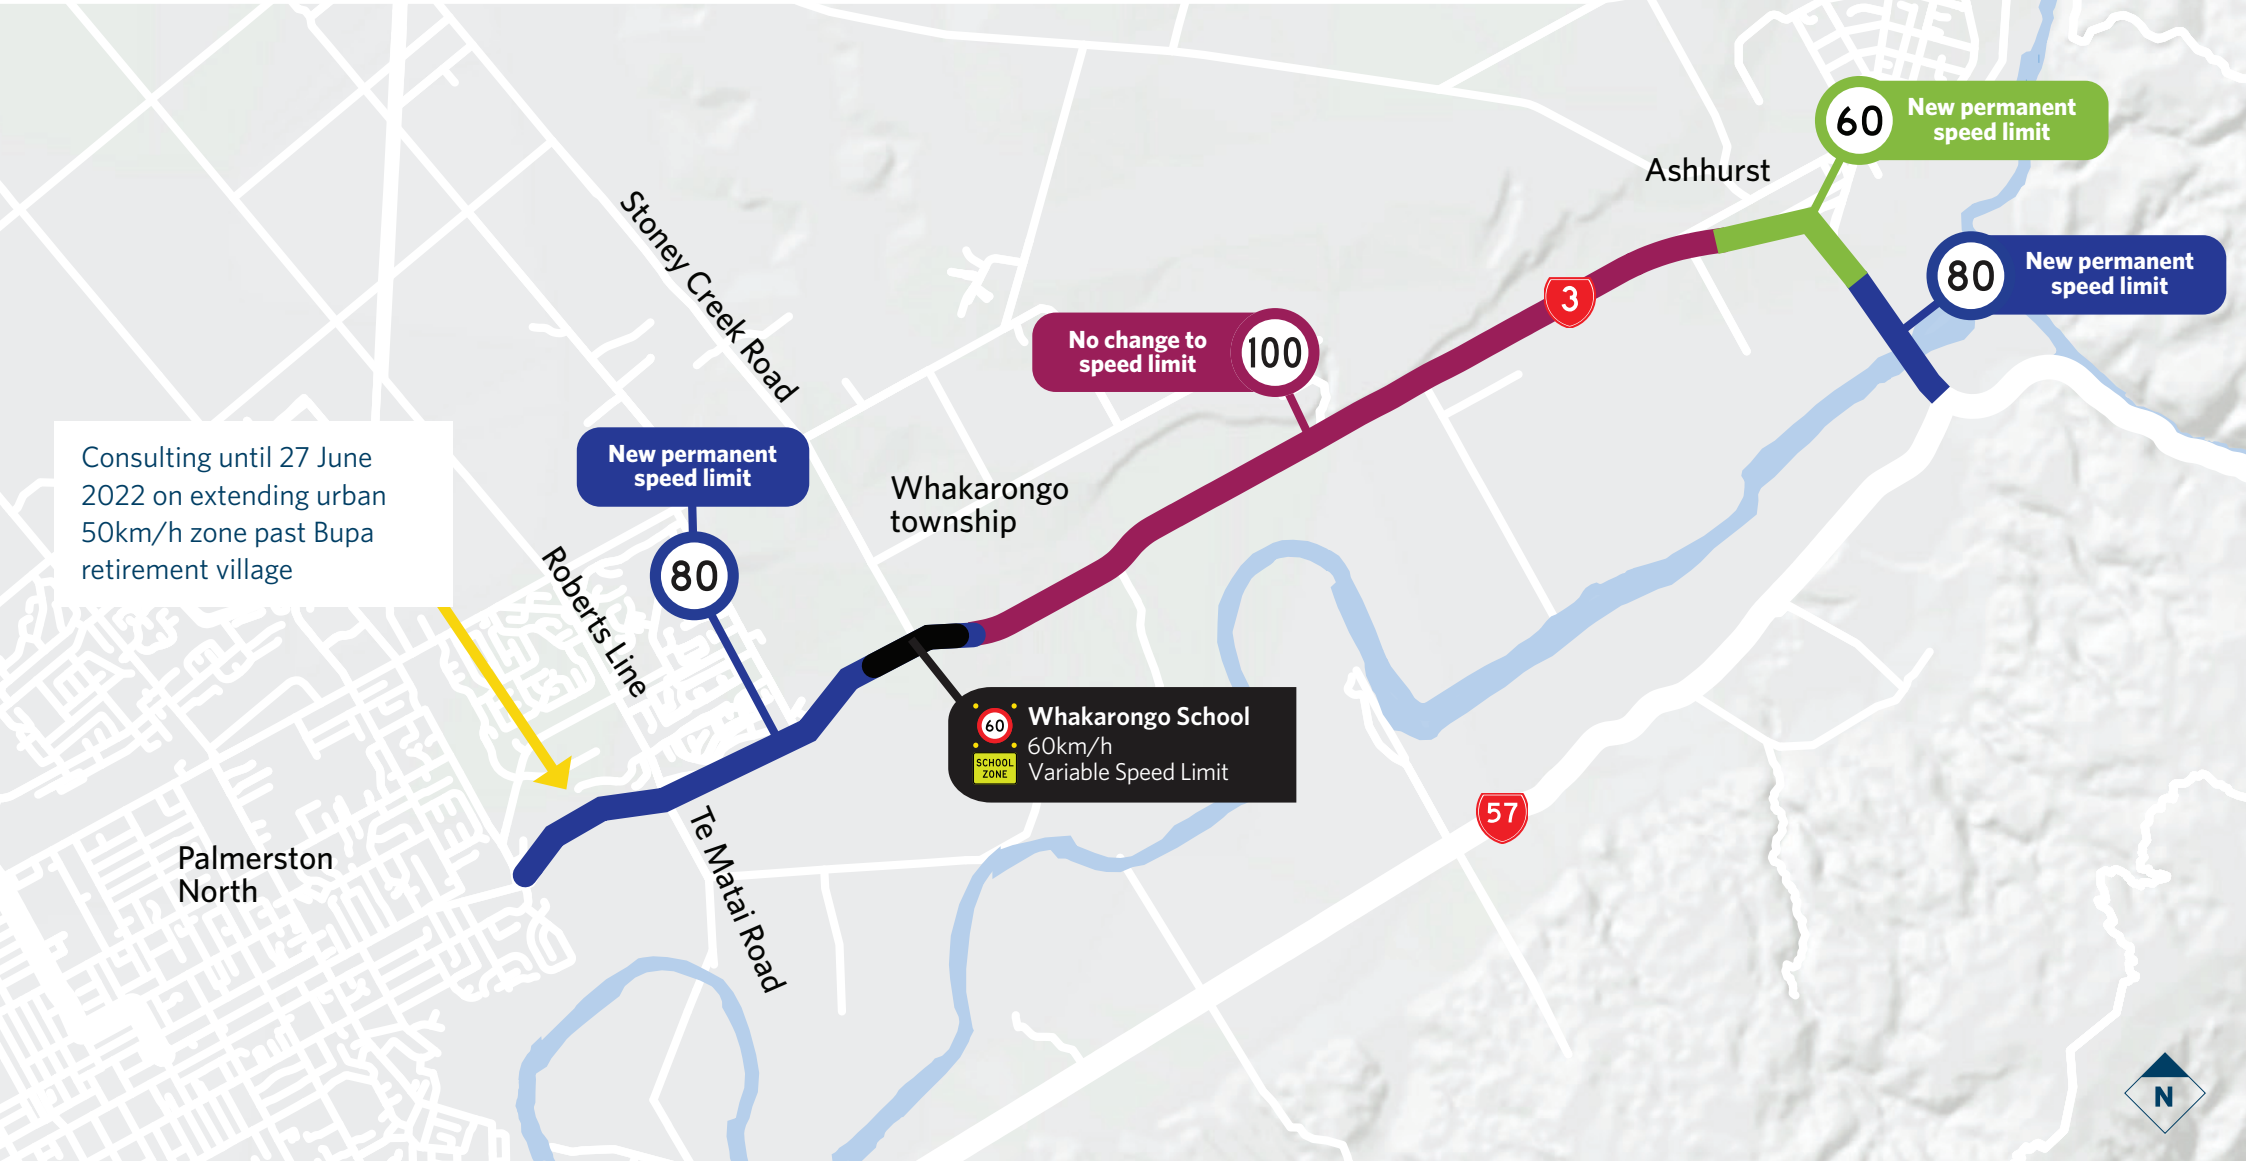 60
New permanent
speed limit
Ashhurst
Stoney Creek Road
80
New permanent
speed limit
3
No change to
speed limit
100
Consulting until 27 June
2022 on extending urban
50km/h zone past Bupa
retirement village
New permanent
speed limit
80
Whakarongo
township
Roberts Line
60
SCHOOL
ZONE
Whakarongo School
60km/h
Variable Speed Limit
57
Te Matai Road
Palmerston
North
N